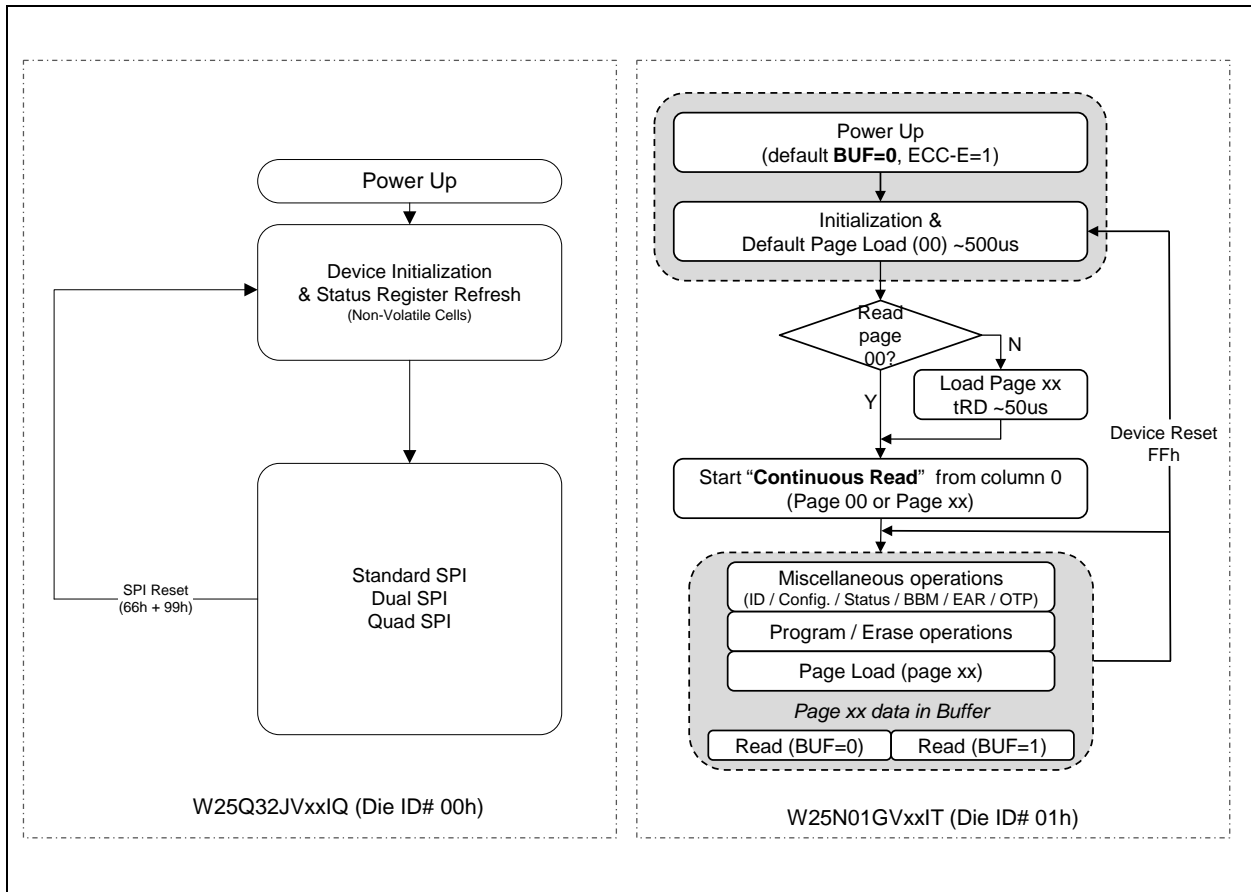 Power Up
Device Initialization
& Status Register Refresh
(Non-Volatile Cells)
SPI Reset
(66h + 99h)
Standard SPI
Dual SPI
Quad SPI
W25Q32JVxxIQ (Die ID# 00h)
Power Up
(default BUF=0, ECC-E=1)
Initialization &
Default Page Load (00) ~500us
Read
page
00?
N
Load Page xx
tRD ~50us
Y
Device Reset
FFh
Start “Continuous Read” from column 0
(Page 00 or Page xx)
Miscellaneous operations
(ID / Config. / Status / BBM / EAR / OTP)
Program / Erase operations
Page Load (page xx)
Page xx data in Buffer
Read (BUF=0) Read (BUF=1)
W25N01GVxxIT (Die ID# 01h)